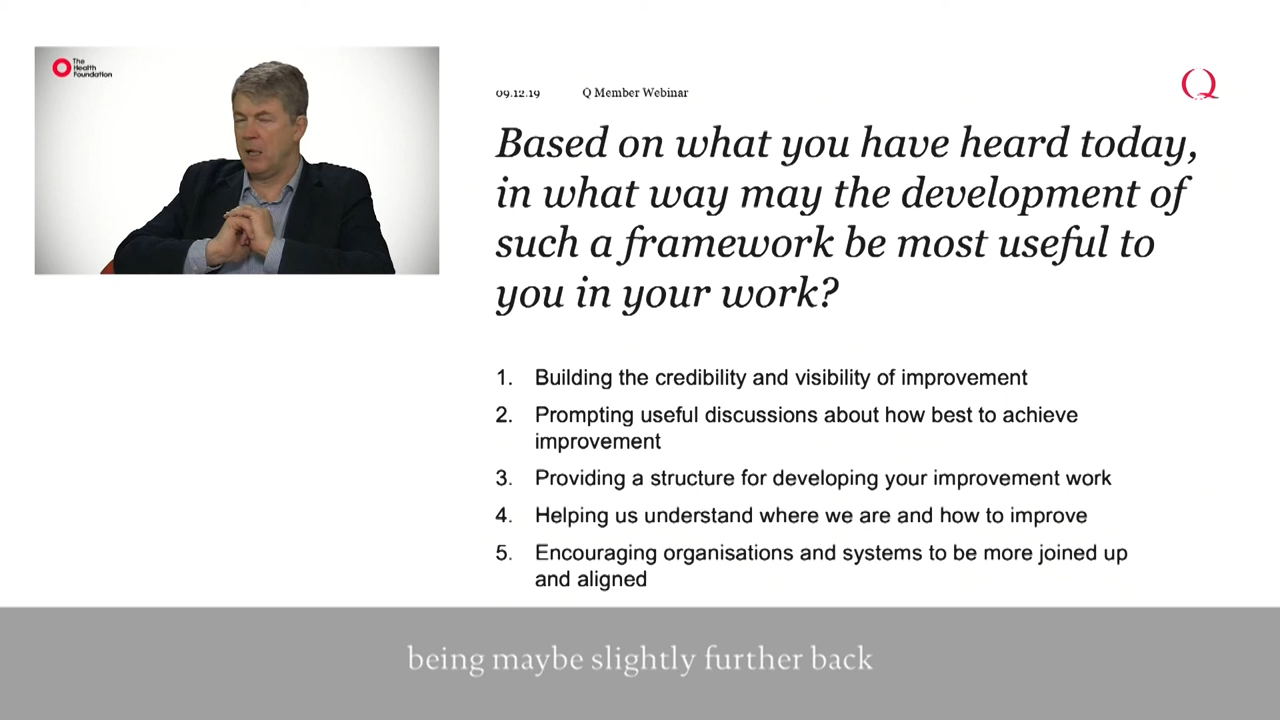 The
Health
Foundation
09.12.19 Q Member Webinar
Q
Based on what you have heard today,
in what way may the development of
such a framework be most useful to
you in your work?
1. Building the credibility and visibility of improvement
2. Prompting useful discussions about how best to achieve
improvement
3. Providing a structure for developing your improvement work
4. Helping us understand where we are and how to improve
5. Encouraging organisations and systems to be more joined up
and aligned
being maybe slightly further back